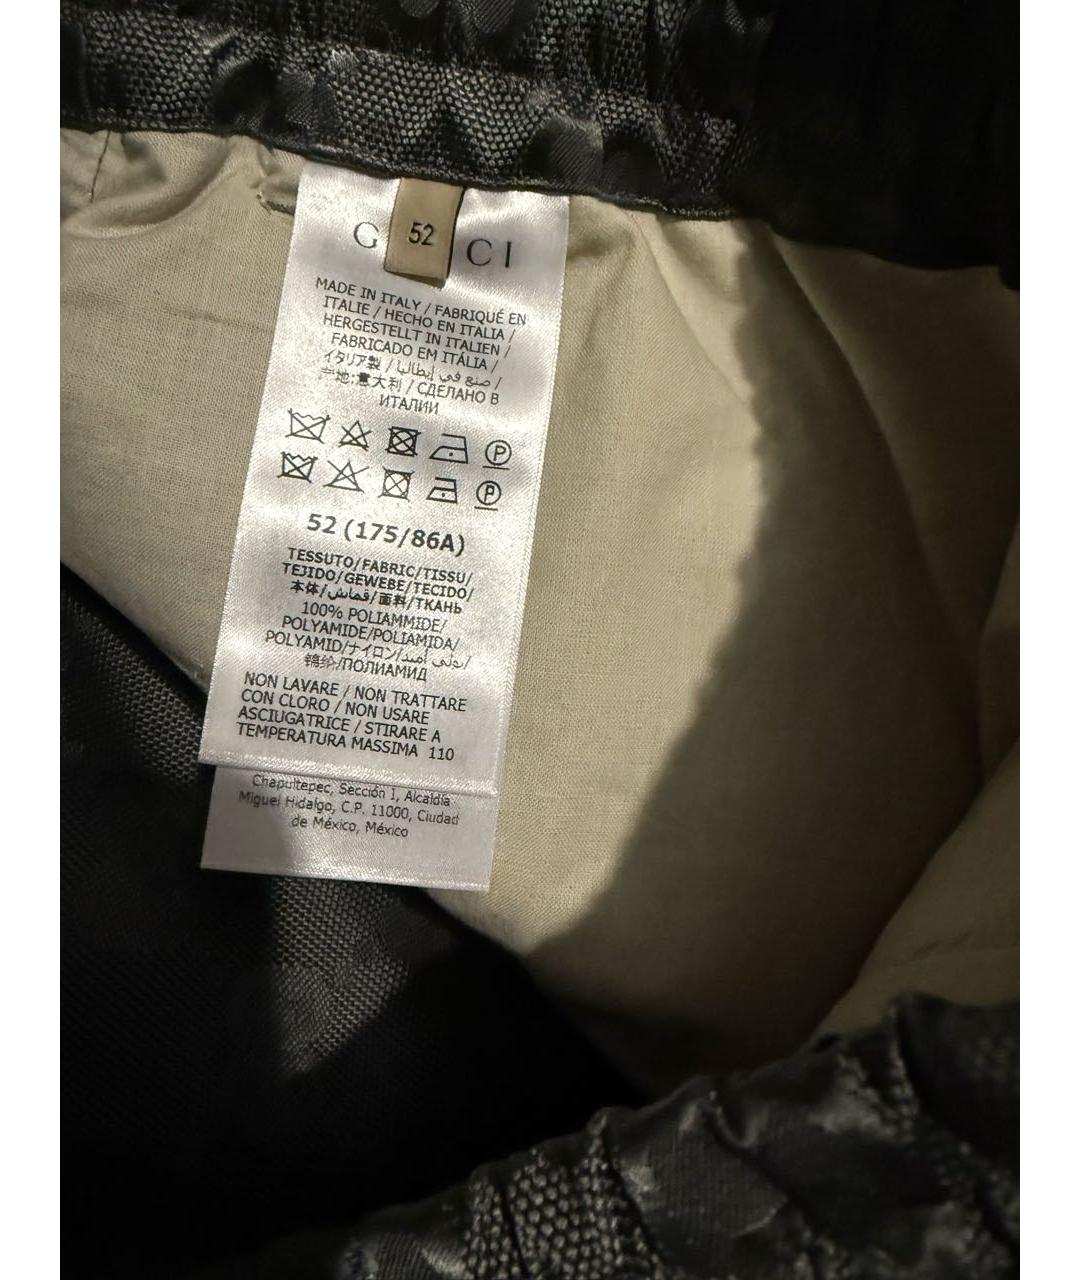 G CI
52
MADE IN ITALY / FABRIQUÉ EN
ITALIE / HECHO EN ITALIA /
HERGESTELLT IN ITALIEN /
FABRICADO EM ITÁLIA /
イタリア製 / صنع في إيطاليا /
产地:意大利 / СДЕЛАНО В
ИТАЛИИ
P
P
52 (175/86A)
TESSUTO/FABRIC/TISSU/
TEJIDO/GEWEBE/TECIDO/
本体/قماش/面料/ТКАНЬ
100% POLIAMMIDE/
POLYAMIDE/POLIAMIDA/
POLYAMID/ナイロン/بولي أميد/
锦纶/ПОЛИАМИД
NON LAVARE / NON TRATTARE
CON CLORO / NON USARE
ASCIUGATRICE / STIRARE A
TEMPERATURA MASSIMA 110
Chapultepec, Sección 1, Alcaldía
Miguel Hidalgo, C.P. 11000, Ciudad
de México, México